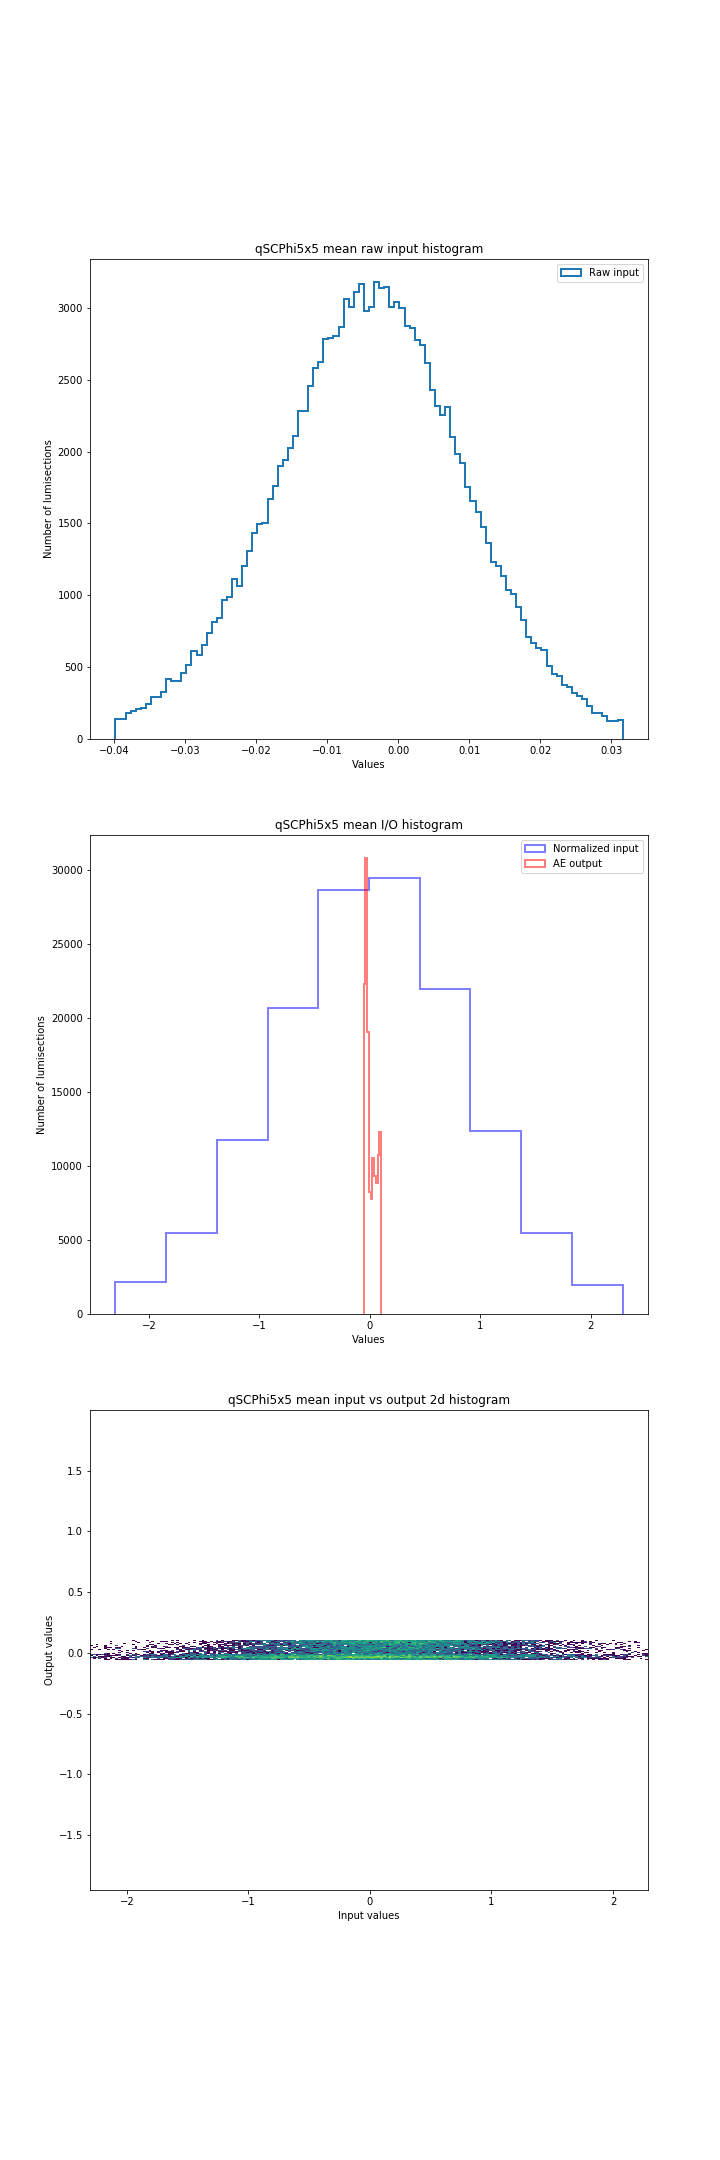 qSCPhi5x5 mean raw input histogram
Raw input
3000
2500
2000
1500
1000
500
0
Number of lumisections
−0.04 −0.03 −0.02 −0.01 0.00 0.01 0.02 0.03
Values
qSCPhi5x5 mean I/O histogram
Normalized input
AE output
30000
25000
20000
15000
10000
5000
0
Number of lumisections
−2 −1 0 1 2
Values
qSCPhi5x5 mean input vs output 2d histogram
1.5
1.0
0.5
0.0
−0.5
−1.0
−1.5
Output values
−2 −1 0 1 2
Input values